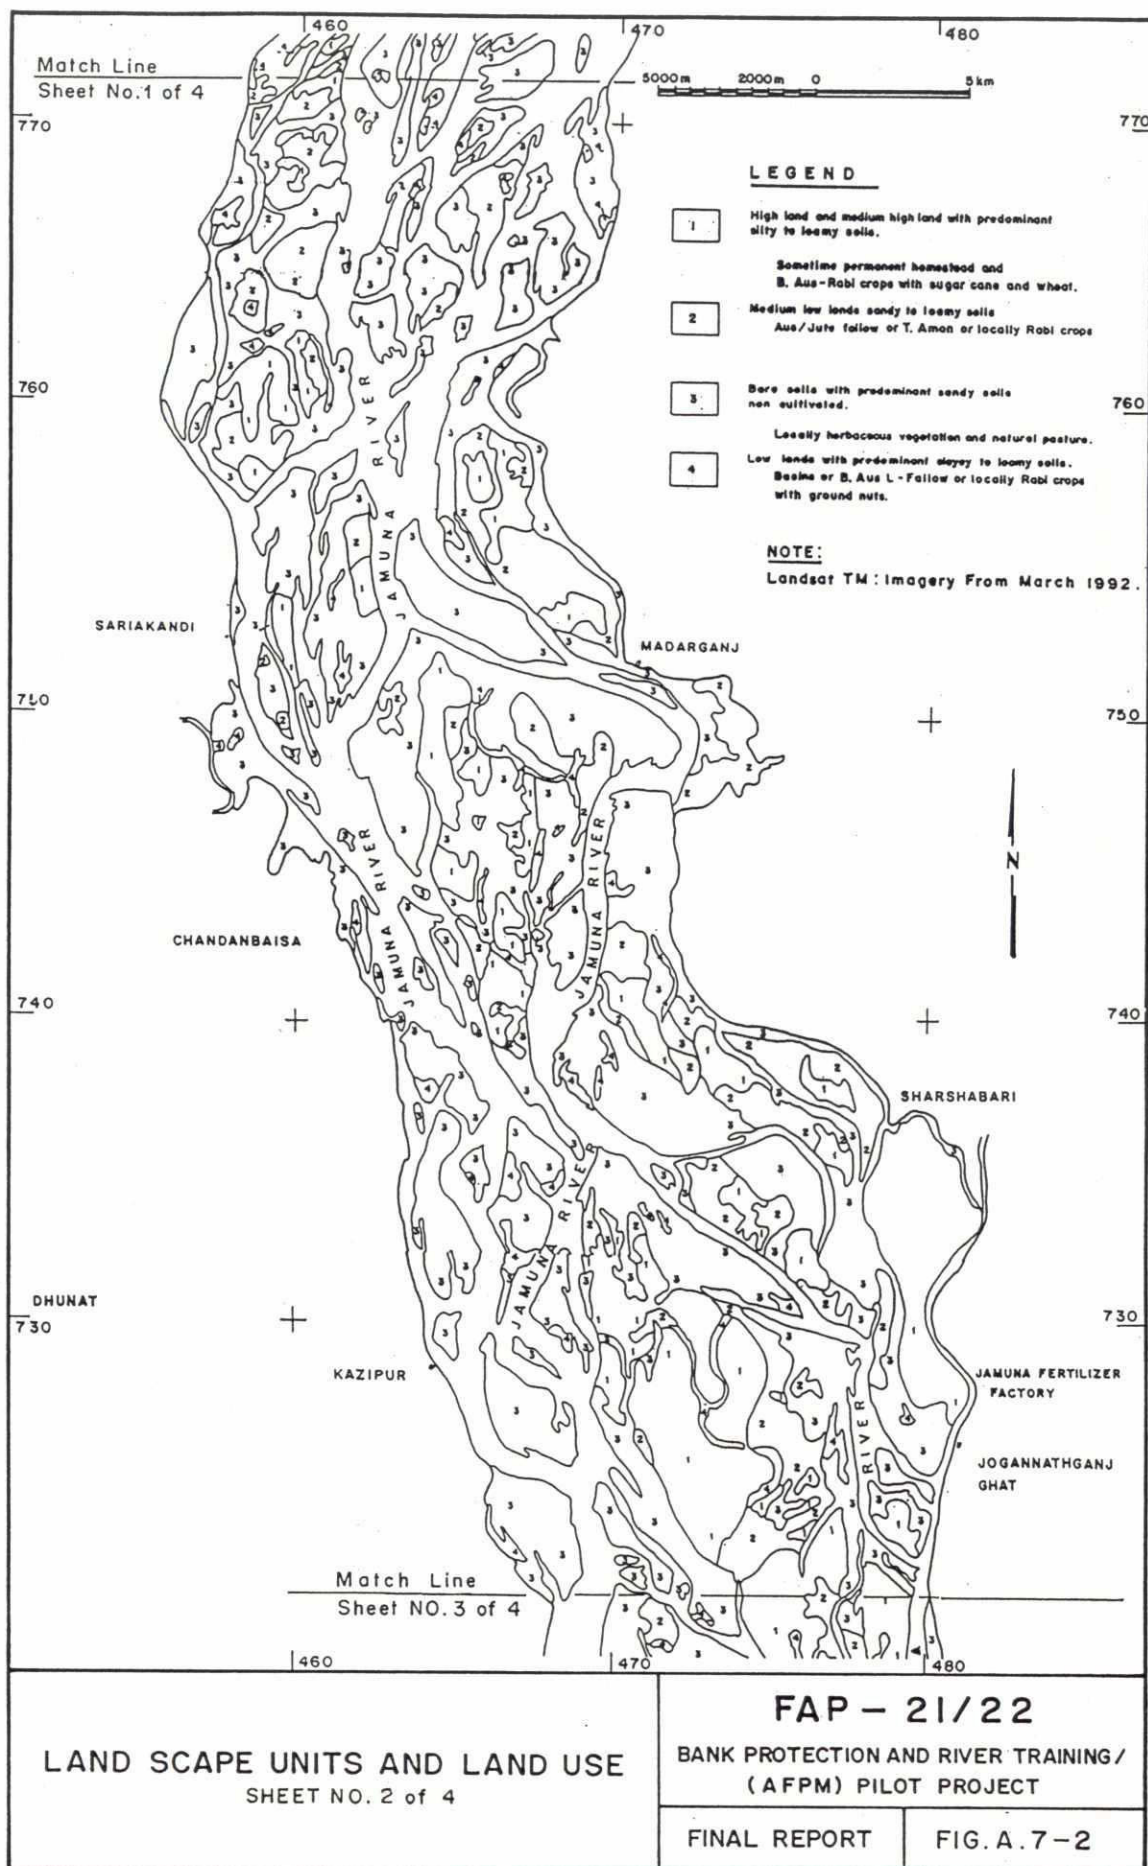 460
470
480
Match Line
Sheet No.1 of 4
5000m 2000m 0 5km
770
770
LEGEND
1
High land and medium high land with predominant
silty to loamy soils.
Sometime permanent homestead and
B. Aus-Rabi crops with sugar cane and wheat.
2
Medium low lands sandy to loamy soils
Aus/Jute fallow or T. Aman or locally Rabi crops
3
Bare soils with predominant sandy soils
non cultivated.
Locally herbaceous vegetation and natural pasture.
4
Low lands with predominant clayey to loamy soils.
Basins or B. Aus L - Fallow or locally Rabi crops
with ground nuts.
760
760
JAMUNA RIVER
NOTE:
Landsat TM: Imagery From March 1992.
SARIAKANDI
MADARGANJ
750
750
JAMUNA RIVER
JAMUNA RIVER
N
CHANDANBAISA
740
740
SHARSHABARI
JAMUNA RIVER
DHUNAT
730
730
KAZIPUR
JAMUNA FERTILIZER
FACTORY
RIVER
JOGANNATHGANJ
GHAT
Match Line
Sheet NO.3 of 4
460
470
480
LAND SCAPE UNITS AND LAND USE
SHEET NO. 2 of 4
FAP - 21/22
BANK PROTECTION AND RIVER TRAINING/
(AFPM) PILOT PROJECT
FINAL REPORT
FIG. A. 7-2